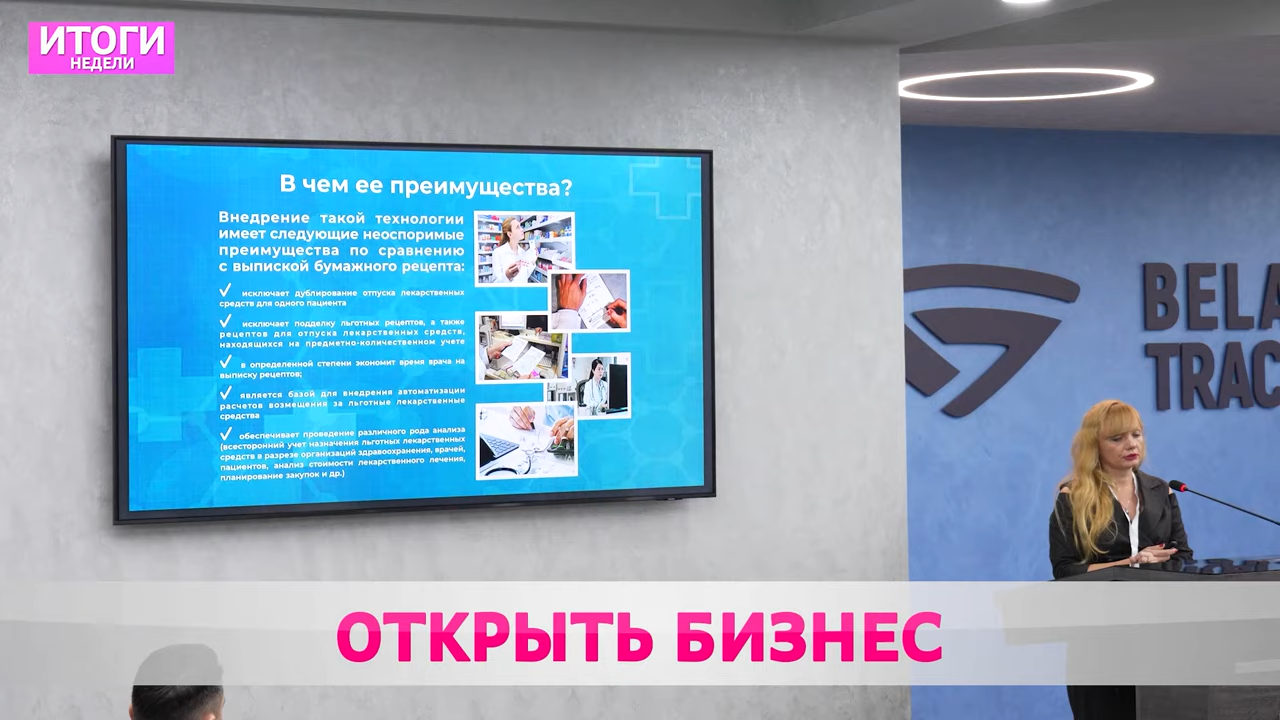 ИТОГИ
НЕДЕЛИ
В чем ее преимущества?
Внедрение такой технологии
имеет следующие неоспоримые
преимущества по сравнению
с выпиской бумажного рецепта:
✓ исключает дублирование отпуска лекарственных
средств для одного пациента
✓ исключает подделку льготных рецептов, а также
рецептов для отпуска лекарственных средств,
находящихся на предметно-количественном учете
✓ в определенной степени экономит время врача на
выписку рецептов;
✓ является базой для внедрения автоматизации
расчетов возмещения за льготные лекарственные
средства
✓ обеспечивает проведение различного рода анализа
(всесторонний учет назначения льготных лекарственных
средств в разрезе организаций здравоохранения, врачей,
пациентов, анализ стоимости лекарственного лечения,
планирование закупок и др.)
BELA
TRAC
ОТКРЫТЬ БИЗНЕС